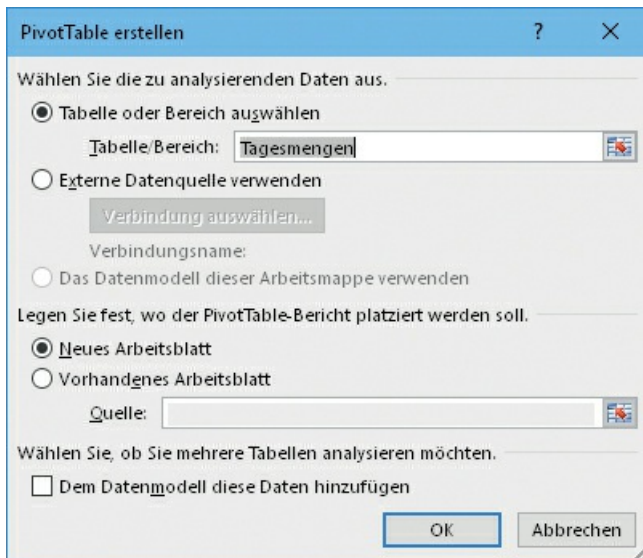 PivotTable erstellen ? ×
Wählen Sie die zu analysierenden Daten aus.
Tabelle oder Bereich auswählen
Tabelle/Bereich: Tagesmengen
Externe Datenquelle verwenden
Verbindung auswählen...
Verbindungsname:
Das Datenmodell dieser Arbeitsmappe verwenden
Legen Sie fest, wo der PivotTable-Bericht platziert werden soll.
Neues Arbeitsblatt
Vorhandenes Arbeitsblatt
Quelle:
Wählen Sie, ob Sie mehrere Tabellen analysieren möchten.
Dem Datenmodell diese Daten hinzufügen
OK Abbrechen